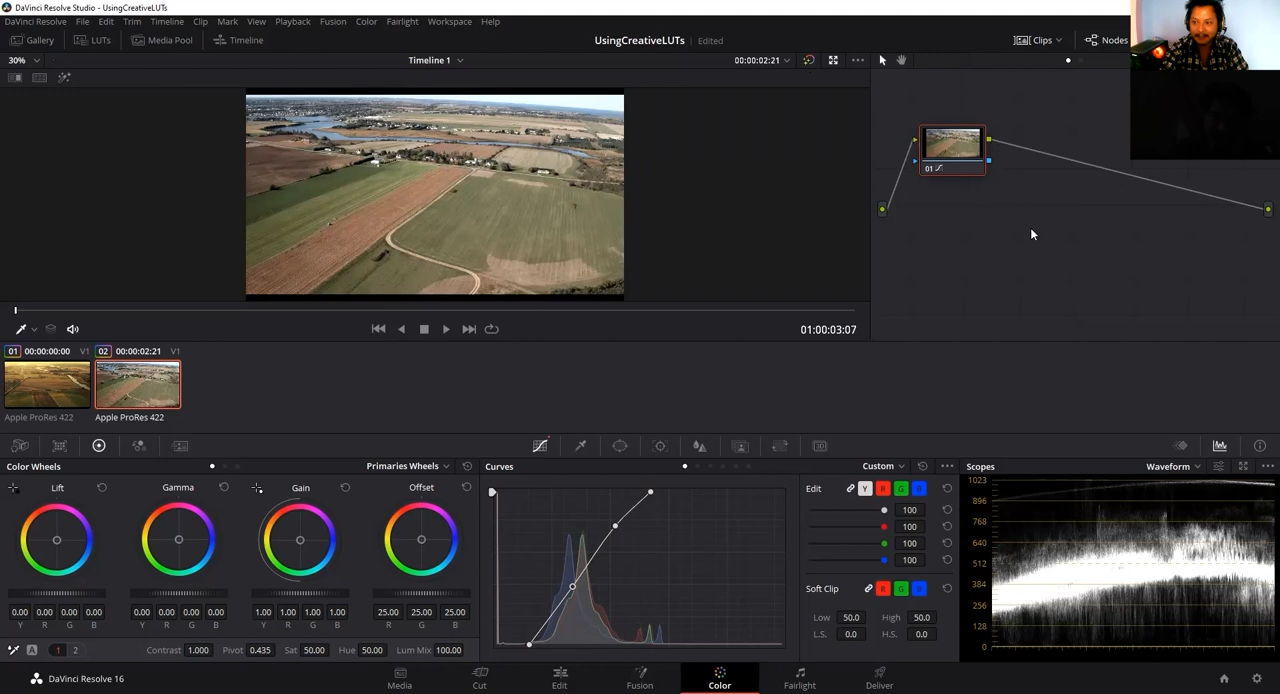 DaVinci Resolve Studio - UsingCreativeLUTs
DaVinci Resolve File Edit Trim Timeline Clip Mark View Playback Fusion Color Fairlight Workspace Help
Gallery LUTs Media Pool Timeline UsingCreativeLUTs Edited Clips Nodes
30% Timeline 1 00:00:02:21
01
01:00:03:07
01 00:00:00:00 V1 02 00:00:02:21 V1
Apple ProRes 422 Apple ProRes 422
Color Wheels Primaries Wheels Curves Custom Scopes Waveform
Lift Gamma Gain Offset
Edit Y R G B
100
100
100
100
Soft Clip R G B
Low 50.0 High 50.0
L.S. 0.0 H.S. 0.0
1023
896
768
640
512
384
256
128
0
0.00 0.00 0.00 0.00 0.00 0.00 0.00 0.00 1.00 1.00 1.00 1.00 25.00 25.00 25.00
Y R G B Y R G B Y R G B R G B
A 1 2 Contrast 1.000 Pivot 0.435 Sat 50.00 Hue 50.00 Lum Mix 100.00
DaVinci Resolve 16 Media Cut Edit Fusion Color Fairlight Deliver